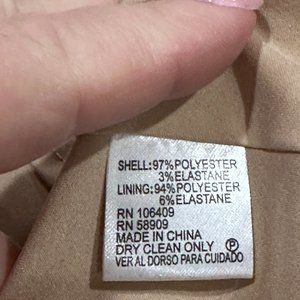 SHELL:97%POLYESTER
3%ELASTANE
LINING:94%POLYESTER
6%ELASTANE
RN 106409
RN 58909
MADE IN CHINA
DRY CLEAN ONLY Ⓟ
VER AL DORSO PARA CUIDADO